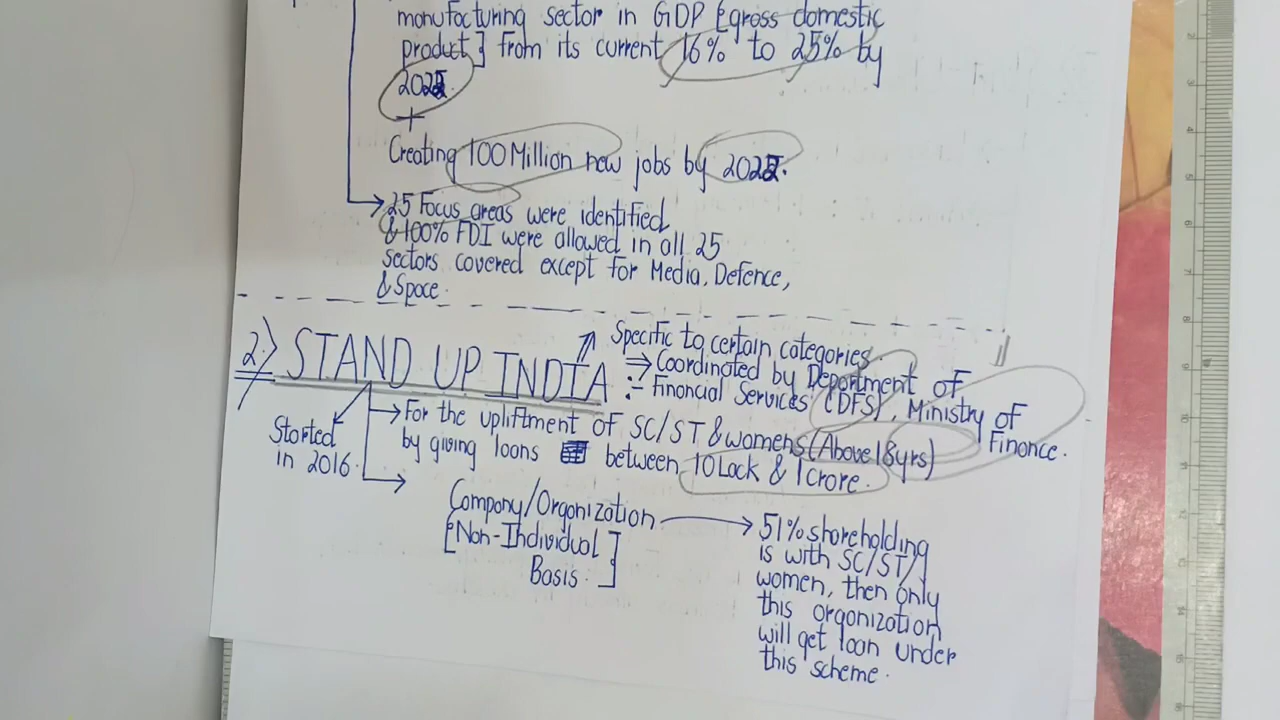 manufacturing sector in GDP [gross domestic
product] from its current 16% to 25% by
2025.
+
Creating 100 Million new jobs by 2022.
25 Focus areas were identified
& 100% FDI were allowed in all 25
sectors covered except for Media, Defence,
& Space.
2) STAND UP INDIA
Specific to certain categories.
⇒ Coordinated by Department of
:- Financial Services (DFS), Ministry of
Finance.
Started
in 2016.
For the upliftment of SC/ST & womens (Above 18yrs)
by giving loans between 10 Lack & 1 Crore.
Company/Organization
[Non-Individual
Basis.]
51% shareholding
is with SC/ST/
women, then only
this organization
will get loan under
this scheme.